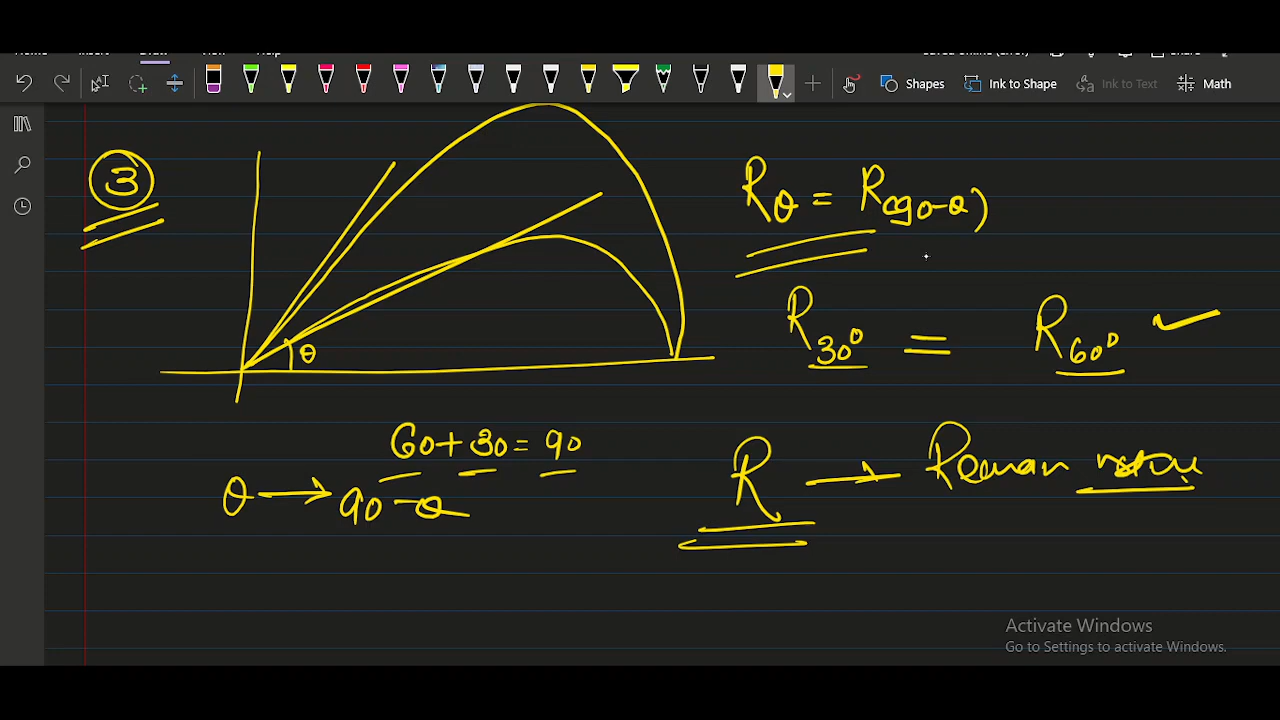 Shapes
Ink to Shape
Ink to Text
Math
3
Rθ = R(90-θ)
θ
R30° = R60° ✓
60+30=90
θ → 90-θ
R → Remain
Activate Windows
Go to Settings to activate Windows.